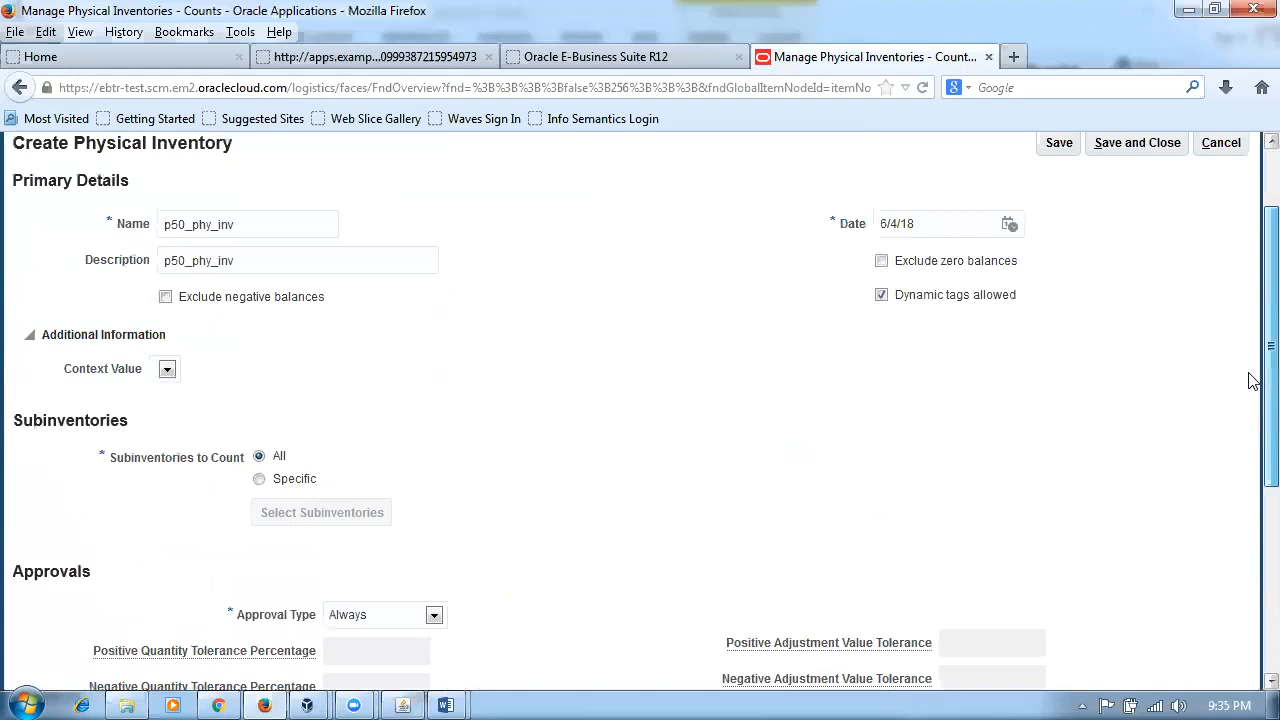 Manage Physical Inventories - Counts - Oracle Applications - Mozilla Firefox
File Edit View History Bookmarks Tools Help
Home
http://apps.examp...0999387215954973
Oracle E-Business Suite R12
Manage Physical Inventories – Count...
https://ebtr-test.scm.em2.oraclecloud.com/logistics/faces/FndOverview?fnd=%3B%3B%3Bfalse%3B256%3B%3B%3B&fndGlobalItemNodeId=itemNo
Google
Most Visited Getting Started Suggested Sites Web Slice Gallery Waves Sign In Info Semantics Login
Create Physical Inventory
Save Save and Close Cancel
Primary Details
* Name p50_phy_inv
* Date 6/4/18
Description p50_phy_inv
Exclude zero balances
Exclude negative balances
Dynamic tags allowed
Additional Information
Context Value
Subinventories
* Subinventories to Count All
Specific
Select Subinventories
Approvals
* Approval Type Always
Positive Quantity Tolerance Percentage
Positive Adjustment Value Tolerance
Negative Quantity Tolerance Percentage
Negative Adjustment Value Tolerance
9:35 PM